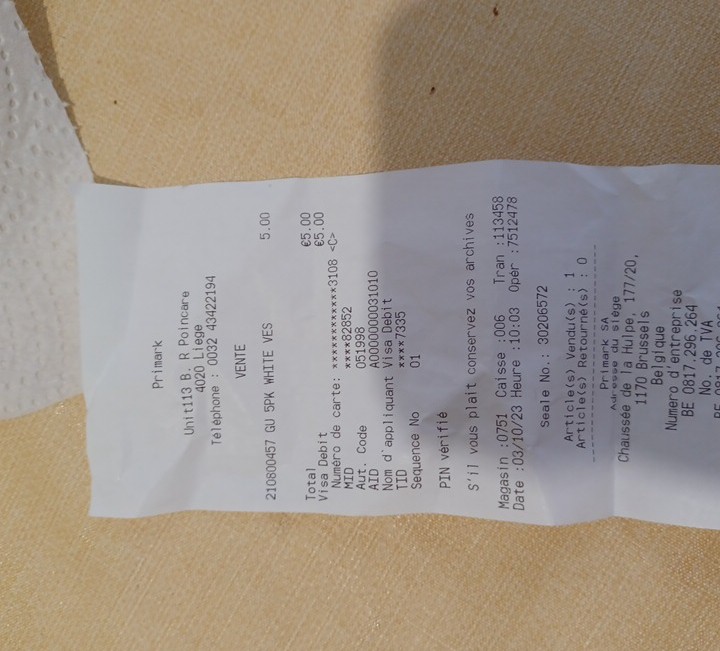 Primark
Unit113 B. R Poincare
4020 Liege
Télephone : 0032 43422194
VENTE
210800457 GU 5PK WHITE VES 5.00
Total €5.00
Visa Debit €5.00
Numéro de carte: ************3108 <C>
MID ****82852
Aut. Code 051998
AID A0000000031010
Nom d'appliquant Visa Debit
TID ****7335
Sequence No 01
PIN vérifié
S'il vous plait conservez vos archives
Magasin :0751 Caisse :006 Tran :113458
Date :03/10/23 Heure :10:03 Opér :7512478
Seale No.: 30206572
Article(s) Vendu(s) : 1
Article(s) Retourné(s) : 0
Primark SA
Adresse du siège
Chaussée de la Hulpe, 177/20,
1170 Brussels
Belgique
Numero d'entreprise
BE 0817.296.264
No. de TVA